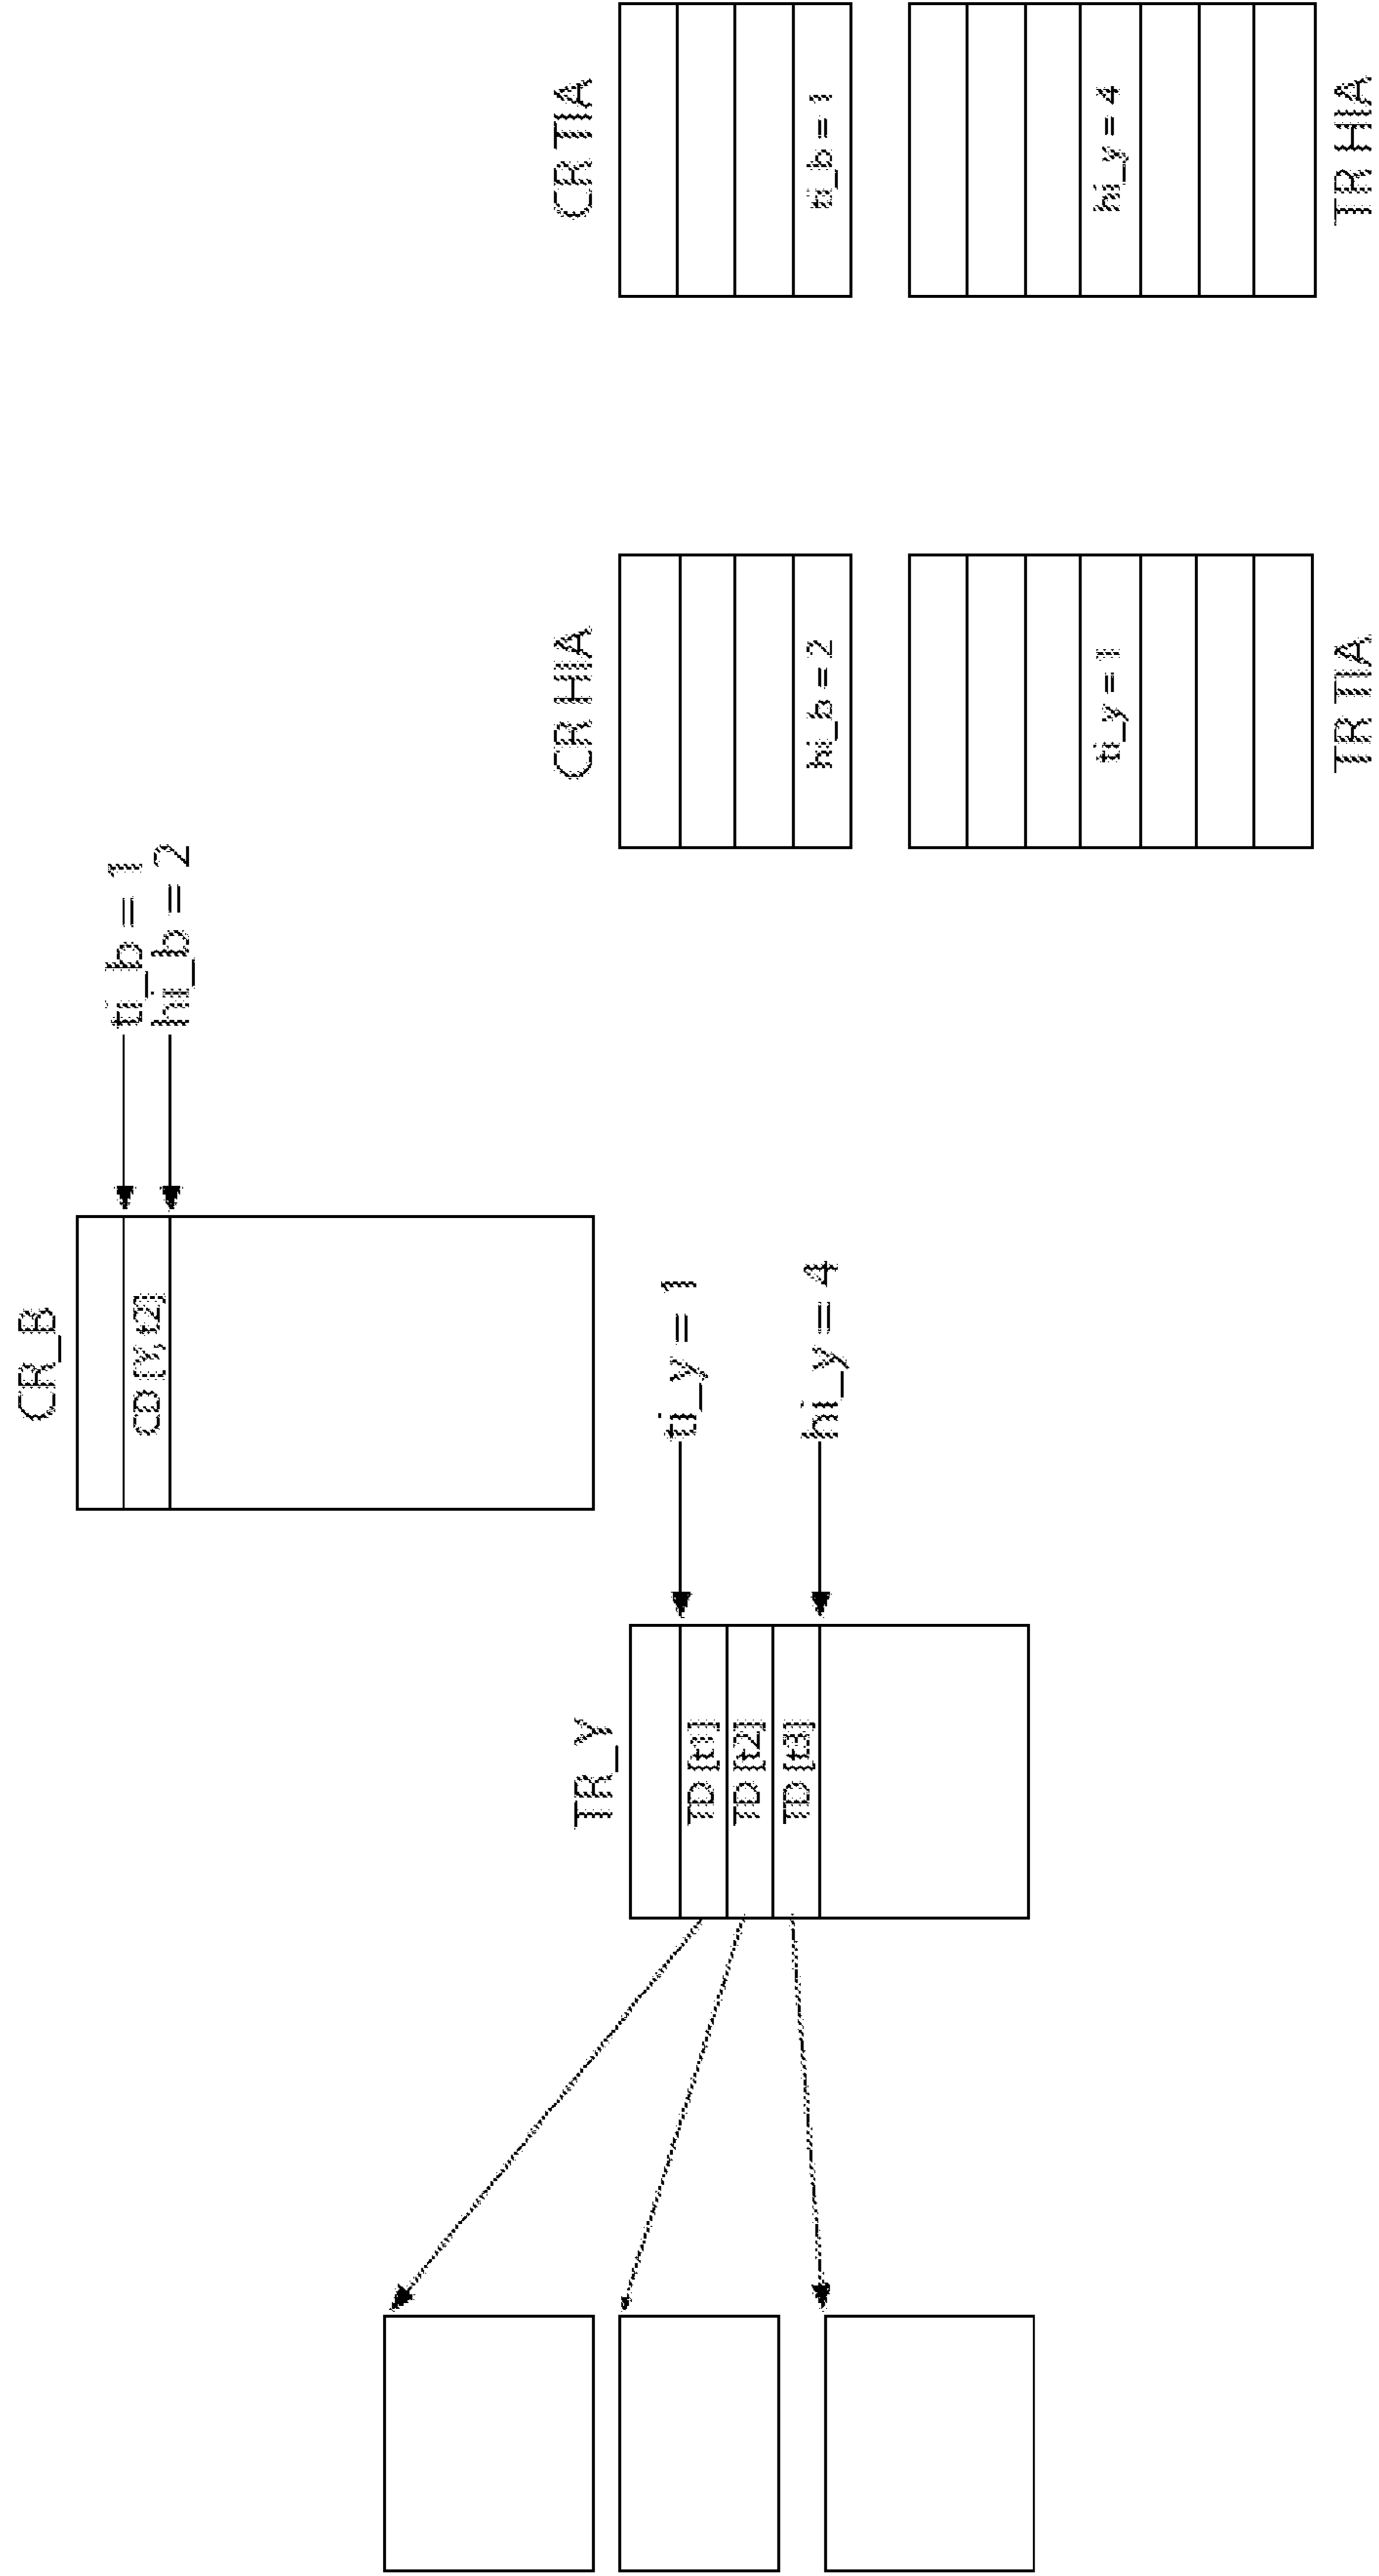 CR_B
CD [Y, t2]
ti_b = 1
hi_b = 2
TR_Y
TD [t1]
TD [t2]
TD [t3]
ti_y = 1
hi_y = 4
CR HIA
hi_b = 2
ti_y = 1
TR TIA
CR TIA
ti_b = 1
hi_y = 4
TR HIA